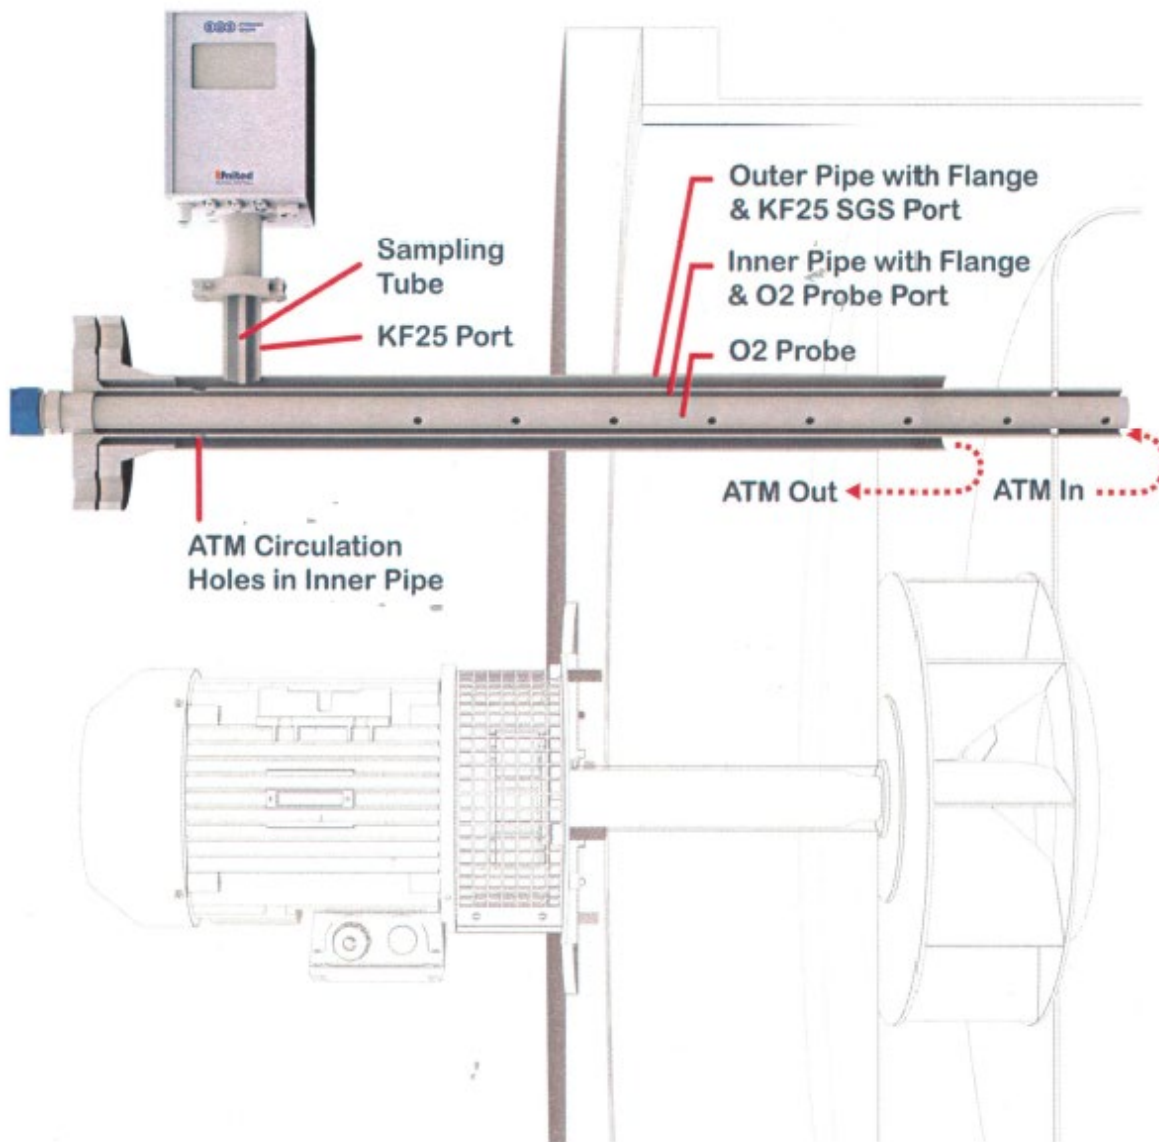 Outer Pipe with Flange
& KF25 SGS Port
Sampling
Tube
Inner Pipe with Flange
& O2 Probe Port
KF25 Port
O2 Probe
ATM Out
ATM In
ATM Circulation
Holes in Inner Pipe